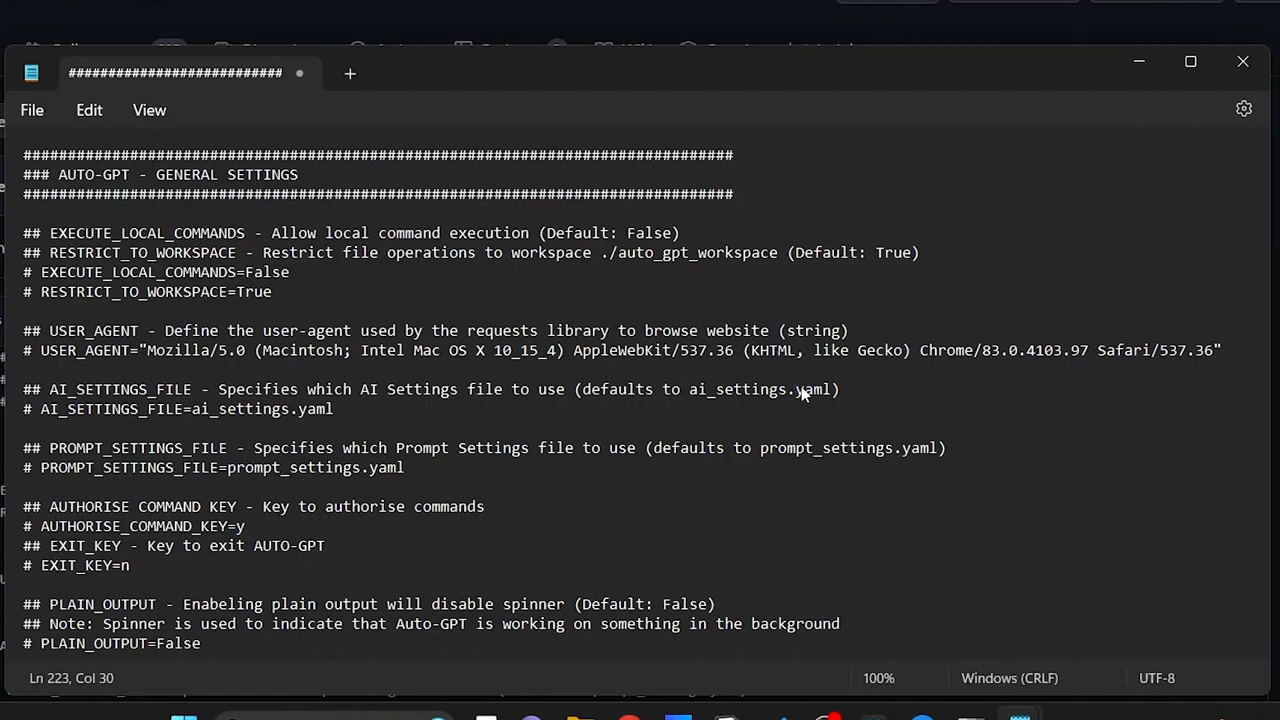 ##########################
File Edit View
################################################################################
### AUTO-GPT - GENERAL SETTINGS
################################################################################
## EXECUTE_LOCAL_COMMANDS - Allow local command execution (Default: False)
## RESTRICT_TO_WORKSPACE - Restrict file operations to workspace ./auto_gpt_workspace (Default: True)
# EXECUTE_LOCAL_COMMANDS=False
# RESTRICT_TO_WORKSPACE=True
## USER_AGENT - Define the user-agent used by the requests library to browse website (string)
# USER_AGENT="Mozilla/5.0 (Macintosh; Intel Mac OS X 10_15_4) AppleWebKit/537.36 (KHTML, like Gecko) Chrome/83.0.4103.97 Safari/537.36"
## AI_SETTINGS_FILE - Specifies which AI Settings file to use (defaults to ai_settings.yaml)
# AI_SETTINGS_FILE=ai_settings.yaml
## PROMPT_SETTINGS_FILE - Specifies which Prompt Settings file to use (defaults to prompt_settings.yaml)
# PROMPT_SETTINGS_FILE=prompt_settings.yaml
## AUTHORISE COMMAND KEY - Key to authorise commands
# AUTHORISE_COMMAND_KEY=y
## EXIT_KEY - Key to exit AUTO-GPT
# EXIT_KEY=n
## PLAIN_OUTPUT - Enabeling plain output will disable spinner (Default: False)
## Note: Spinner is used to indicate that Auto-GPT is working on something in the background
# PLAIN_OUTPUT=False
Ln 223, Col 30 100% Windows (CRLF) UTF-8